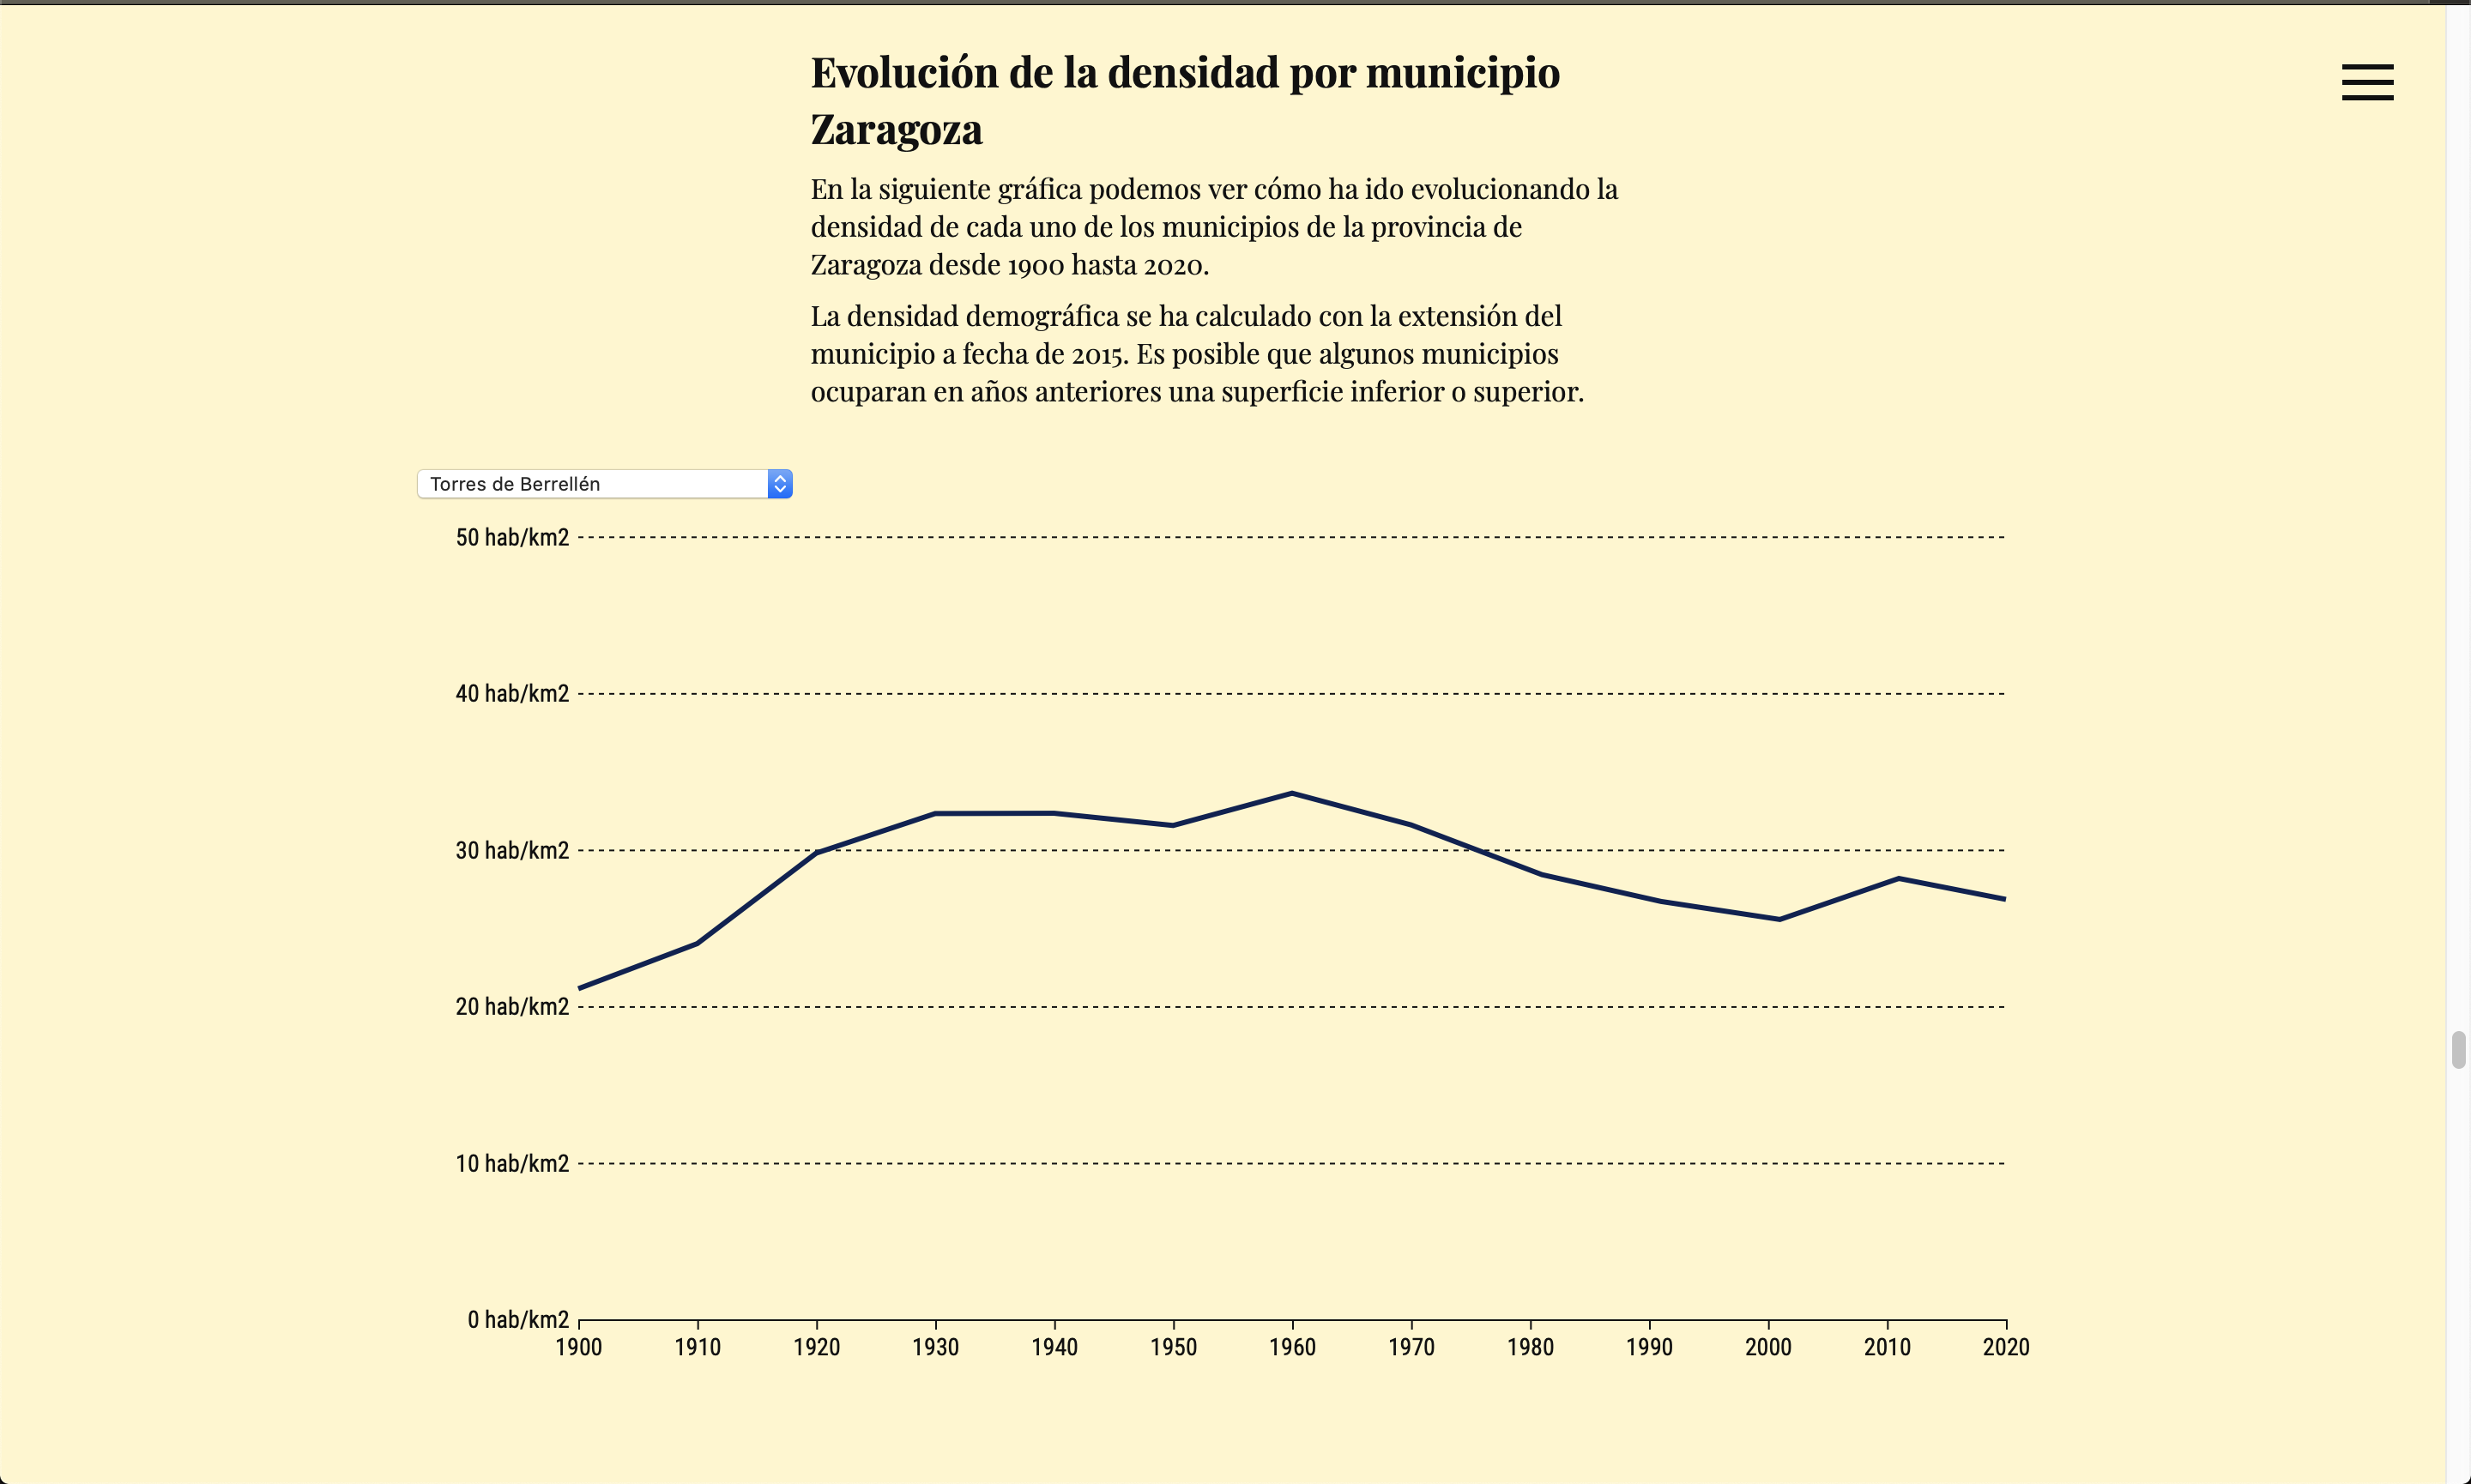 Evolución de la densidad por municipio
Zaragoza
En la siguiente gráfica podemos ver cómo ha ido evolucionando la
densidad de cada uno de los municipios de la provincia de
Zaragoza desde 1900 hasta 2020.
La densidad demográfica se ha calculado con la extensión del
municipio a fecha de 2015. Es posible que algunos municipios
ocuparan en años anteriores una superficie inferior o superior.
Torres de Berrellén
50 hab/km2
40 hab/km2
30 hab/km2
20 hab/km2
10 hab/km2
0 hab/km2
1900 1910 1920 1930 1940 1950 1960 1970 1980 1990 2000 2010 2020